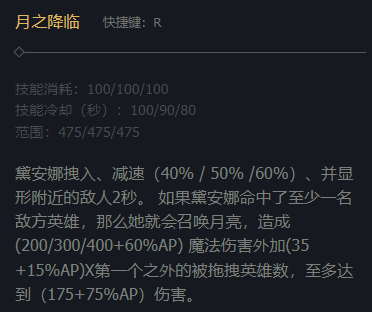 月之降临 快捷键：R
技能消耗：100/100/100
技能冷却（秒）：100/90/80
范围：475/475/475
黛安娜拽入、减速（40% / 50% /60%）、并显
形附近的敌人2秒。 如果黛安娜命中了至少一名
敌方英雄，那么她就会召唤月亮，造成
(200/300/400+60%AP) 魔法伤害外加(35
+15%AP)X第一个之外的被拖拽英雄数，至多达
到（175+75%AP）伤害。